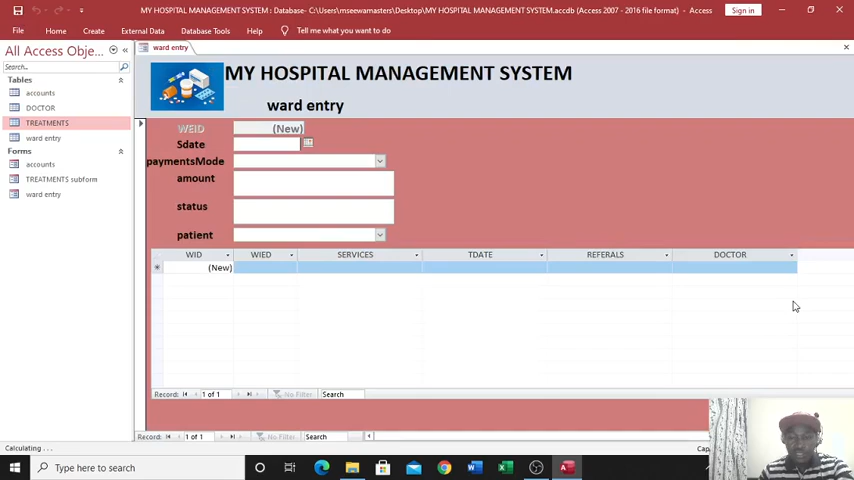 MY HOSPITAL MANAGEMENT SYSTEM : Database- C:\Users\mseewamasters\Desktop\MY HOSPITAL MANAGEMENT SYSTEM.accdb (Access 2007 - 2016 file format) - Access
Sign in
File Home Create External Data Database Tools Help Tell me what you want to do
All Access Obje...
ward entry
Search..
Tables
accounts
DOCTOR
TREATMENTS
ward entry
Forms
accounts
TREATMENTS subform
ward entry
MY HOSPITAL MANAGEMENT SYSTEM
ward entry
WEID (New)
Sdate
paymentsMode
amount
status
patient
WID WIED SERVICES TDATE REFERALS DOCTOR
(New)
Record: 1 of 1 No Filter Search
Record: 1 of 1 No Filter Search
Calculating . . .
Type here to search